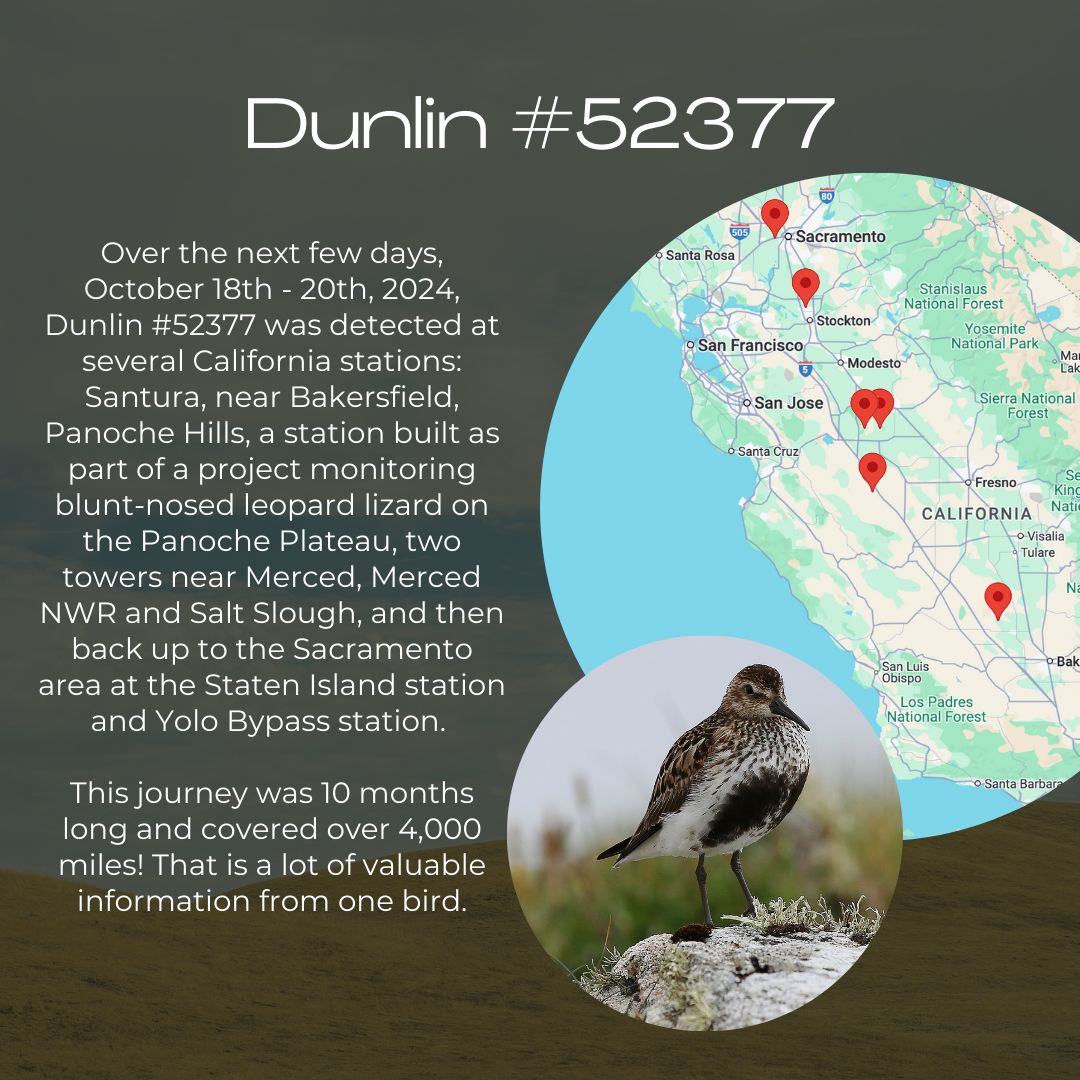 Dunlin #52377
Over the next few days,
October 18th - 20th, 2024,
Dunlin #52377 was detected at
several California stations:
Santura, near Bakersfield,
Panoche Hills, a station built as
part of a project monitoring
blunt-nosed leopard lizard on
the Panoche Plateau, two
towers near Merced, Merced
NWR and Salt Slough, and then
back up to the Sacramento
area at the Staten Island station
and Yolo Bypass station.
This journey was 10 months
long and covered over 4,000
miles! That is a lot of valuable
information from one bird.
80
505
Sacramento
Santa Rosa
Stanislaus
National Forest
Stockton
Yosemite
National Park
San Francisco
Modesto
Mar
Lak
5
Sierra National
Forest
San Jose
Santa Cruz
Fresno
Se
King
Natio
CALIFORNIA
Visalia
Tulare
Na
San Luis
Obispo
Bak
Los Padres
National Forest
Santa Barbara